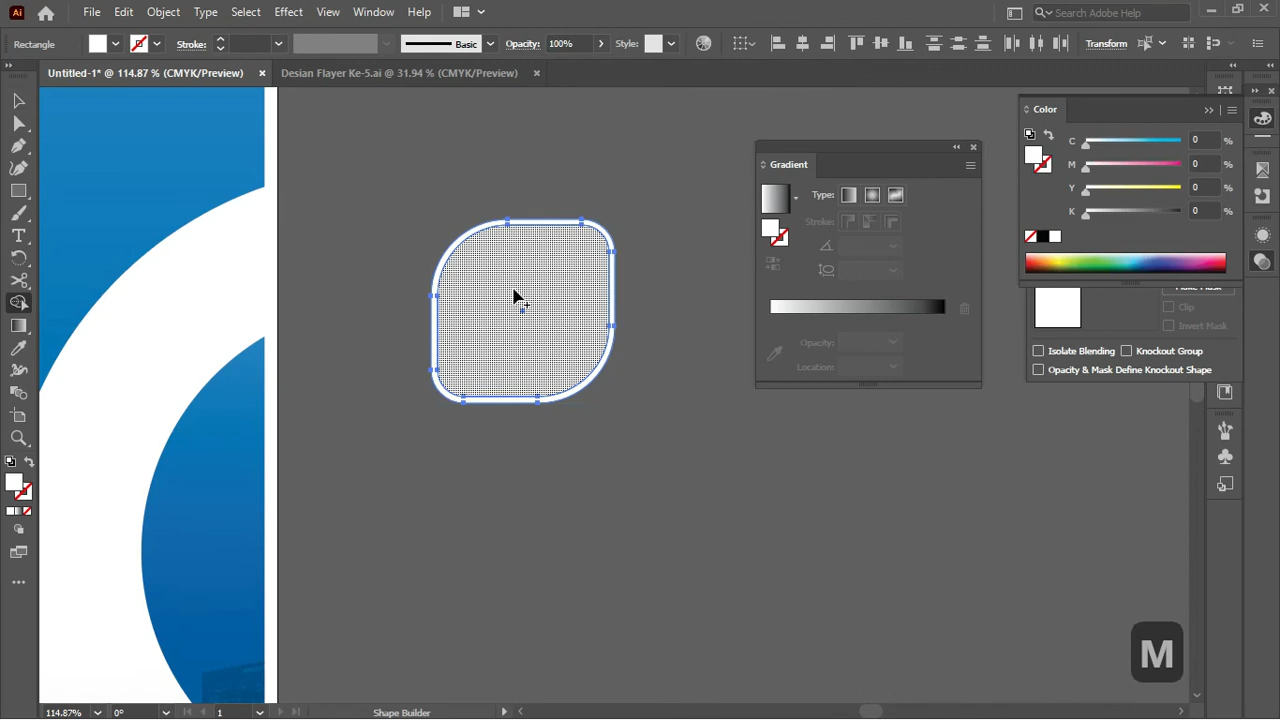 Ai File Edit Object Type Select Effect View Window Help Search Adobe Help
Rectangle Stroke: Basic Opacity: 100% Style: Transform
Untitled-1* @ 114.87 % (CMYK/Preview) Desian Flayer Ke-5.ai @ 31.94 % (CMYK/Preview)
Color
C 0 %
M 0 %
Y 0 %
K 0 %
Gradient
Type:
Stroke:
Opacity:
Location:
Make Mask
Clip
Invert Mask
Isolate Blending Knockout Group
Opacity & Mask Define Knockout Shape
M
114.87% 0° 1 Shape Builder